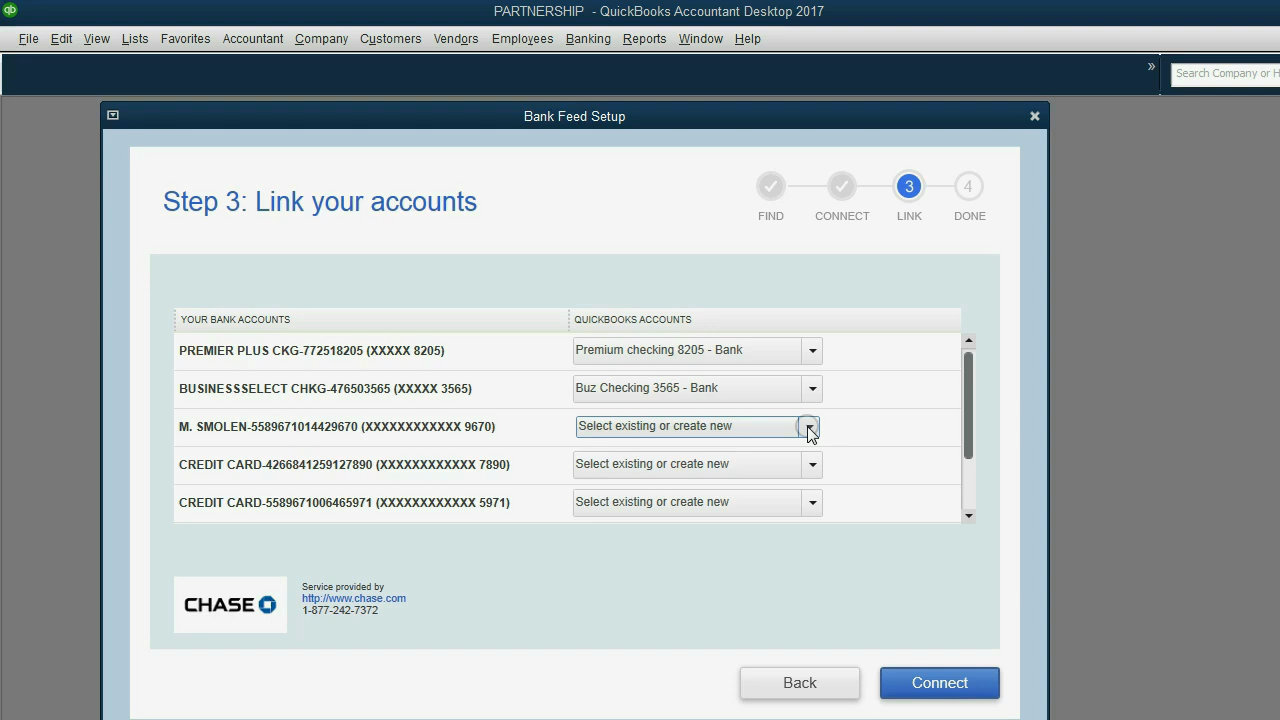 qb
PARTNERSHIP - QuickBooks Accountant Desktop 2017
File Edit View Lists Favorites Accountant Company Customers Vendors Employees Banking Reports Window Help
» Search Company or H
Bank Feed Setup
Step 3: Link your accounts
3 4
FIND CONNECT LINK DONE
YOUR BANK ACCOUNTS QUICKBOOKS ACCOUNTS
PREMIER PLUS CKG-772518205 (XXXXX 8205) Premium checking 8205 - Bank
BUSINESSSELECT CHKG-476503565 (XXXXX 3565) Buz Checking 3565 - Bank
M. SMOLEN-5589671014429670 (XXXXXXXXXXXX 9670) Select existing or create new
CREDIT CARD-4266841259127890 (XXXXXXXXXXXX 7890) Select existing or create new
CREDIT CARD-5589671006465971 (XXXXXXXXXXXX 5971) Select existing or create new
CHASE
Service provided by
http://www.chase.com
1-877-242-7372
Back Connect